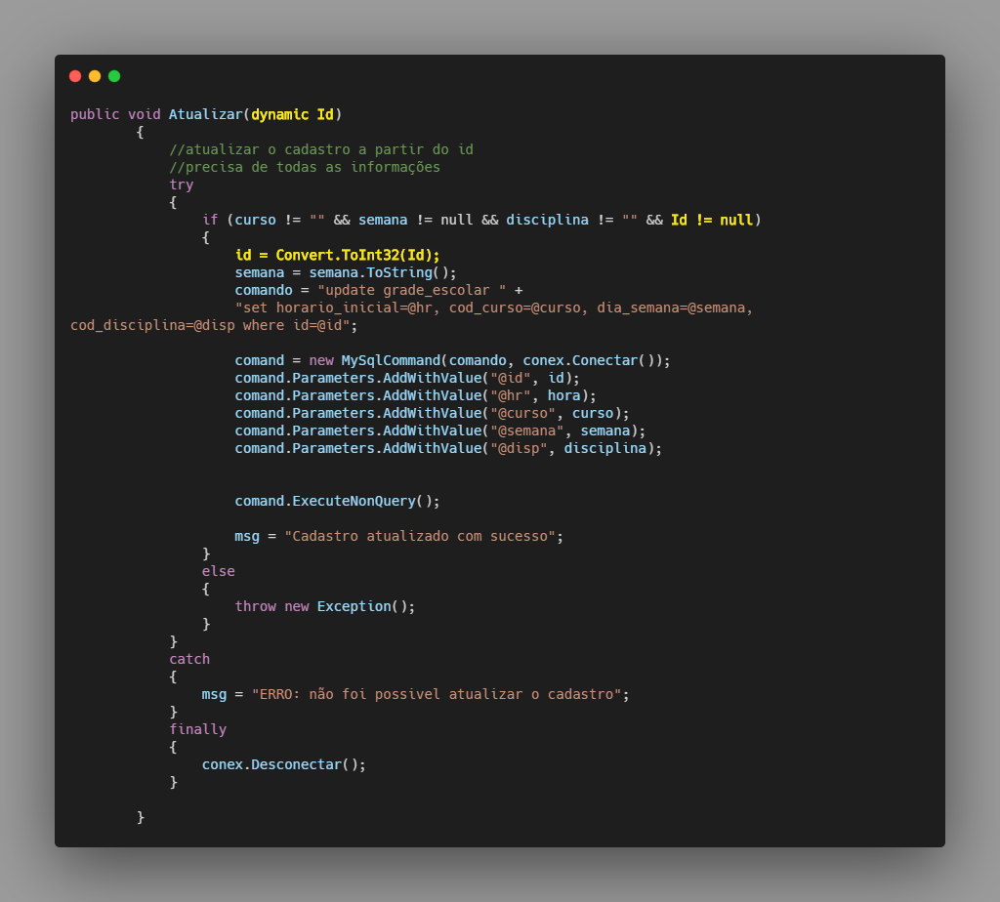 public void Atualizar(dynamic Id)
        {
            //atualizar o cadastro a partir do id
            //precisa de todas as informações
            try
            {
                if (curso != "" && semana != null && disciplina != "" && Id != null)
                {
                    id = Convert.ToInt32(Id);
                    semana = semana.ToString();
                    comando = "update grade_escolar " +
                    "set horario_inicial=@hr, cod_curso=@curso, dia_semana=@semana,
cod_disciplina=@disp where id=@id";

                    comand = new MySqlCommand(comando, conex.Conectar());
                    comand.Parameters.AddWithValue("@id", id);
                    comand.Parameters.AddWithValue("@hr", hora);
                    comand.Parameters.AddWithValue("@curso", curso);
                    comand.Parameters.AddWithValue("@semana", semana);
                    comand.Parameters.AddWithValue("@disp", disciplina);


                    comand.ExecuteNonQuery();

                    msg = "Cadastro atualizado com sucesso";
                }
                else
                {
                    throw new Exception();
                }
            }
            catch
            {
                msg = "ERRO: não foi possivel atualizar o cadastro";
            }
            finally
            {
                conex.Desconectar();
            }

        }